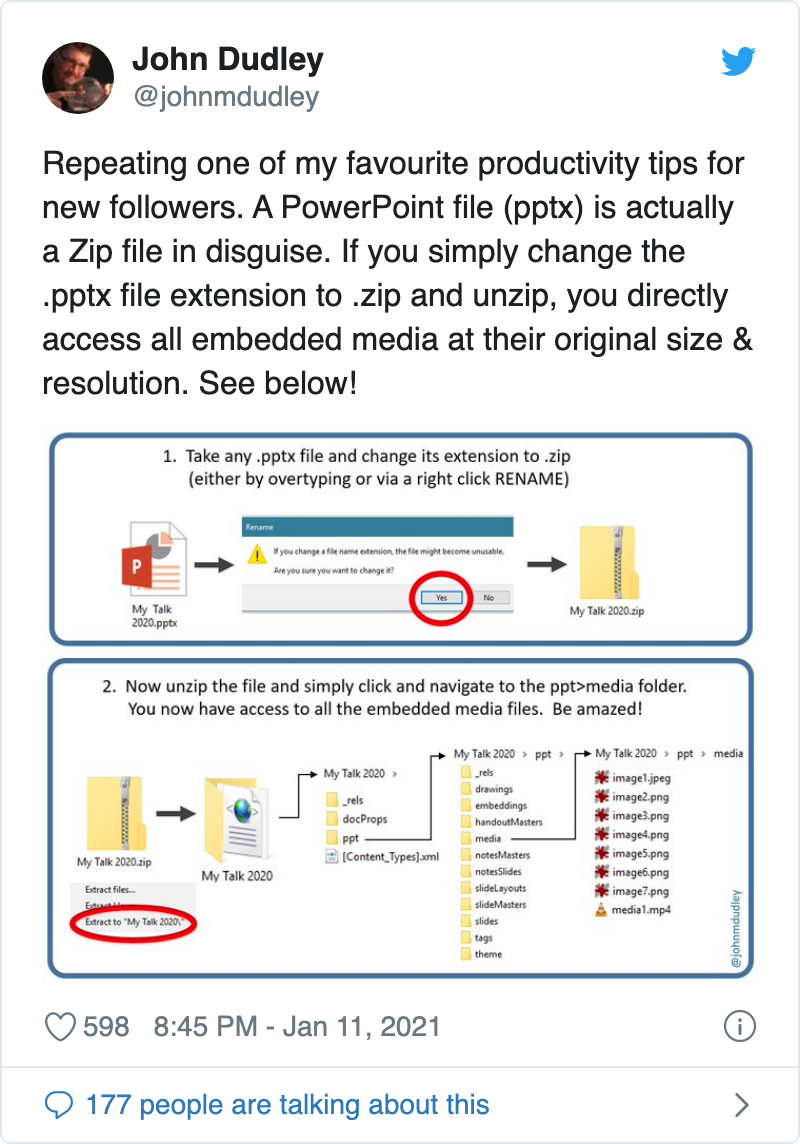 John Dudley
@johnmdudley
Repeating one of my favourite productivity tips for
new followers. A PowerPoint file (pptx) is actually
a Zip file in disguise. If you simply change the
.pptx file extension to .zip and unzip, you directly
access all embedded media at their original size &
resolution. See below!
1. Take any .pptx file and change its extension to .zip
(either by overtyping or via a right click RENAME)
P
My Talk
2020.pptx
Rename
If you change a file name extension, the file might become unusable.
Are you sure you want to change it?
Yes
No
My Talk 2020.zip
2. Now unzip the file and simply click and navigate to the ppt>media folder.
You now have access to all the embedded media files. Be amazed!
My Talk 2020.zip
Extract files...
Extract to "My Talk 2020\"
My Talk 2020
My Talk 2020 >
_rels
docProps
ppt
[Content_Types].xml
My Talk 2020 > ppt >
_rels
drawings
embeddings
handoutMasters
media
notesMasters
notesSlides
slideLayouts
slideMasters
slides
tags
theme
My Talk 2020 > ppt > media
image1.jpeg
image2.png
image3.png
image4.png
image5.png
image6.png
image7.png
media1.mp4
@johnmdudley
598 8:45 PM - Jan 11, 2021
177 people are talking about this